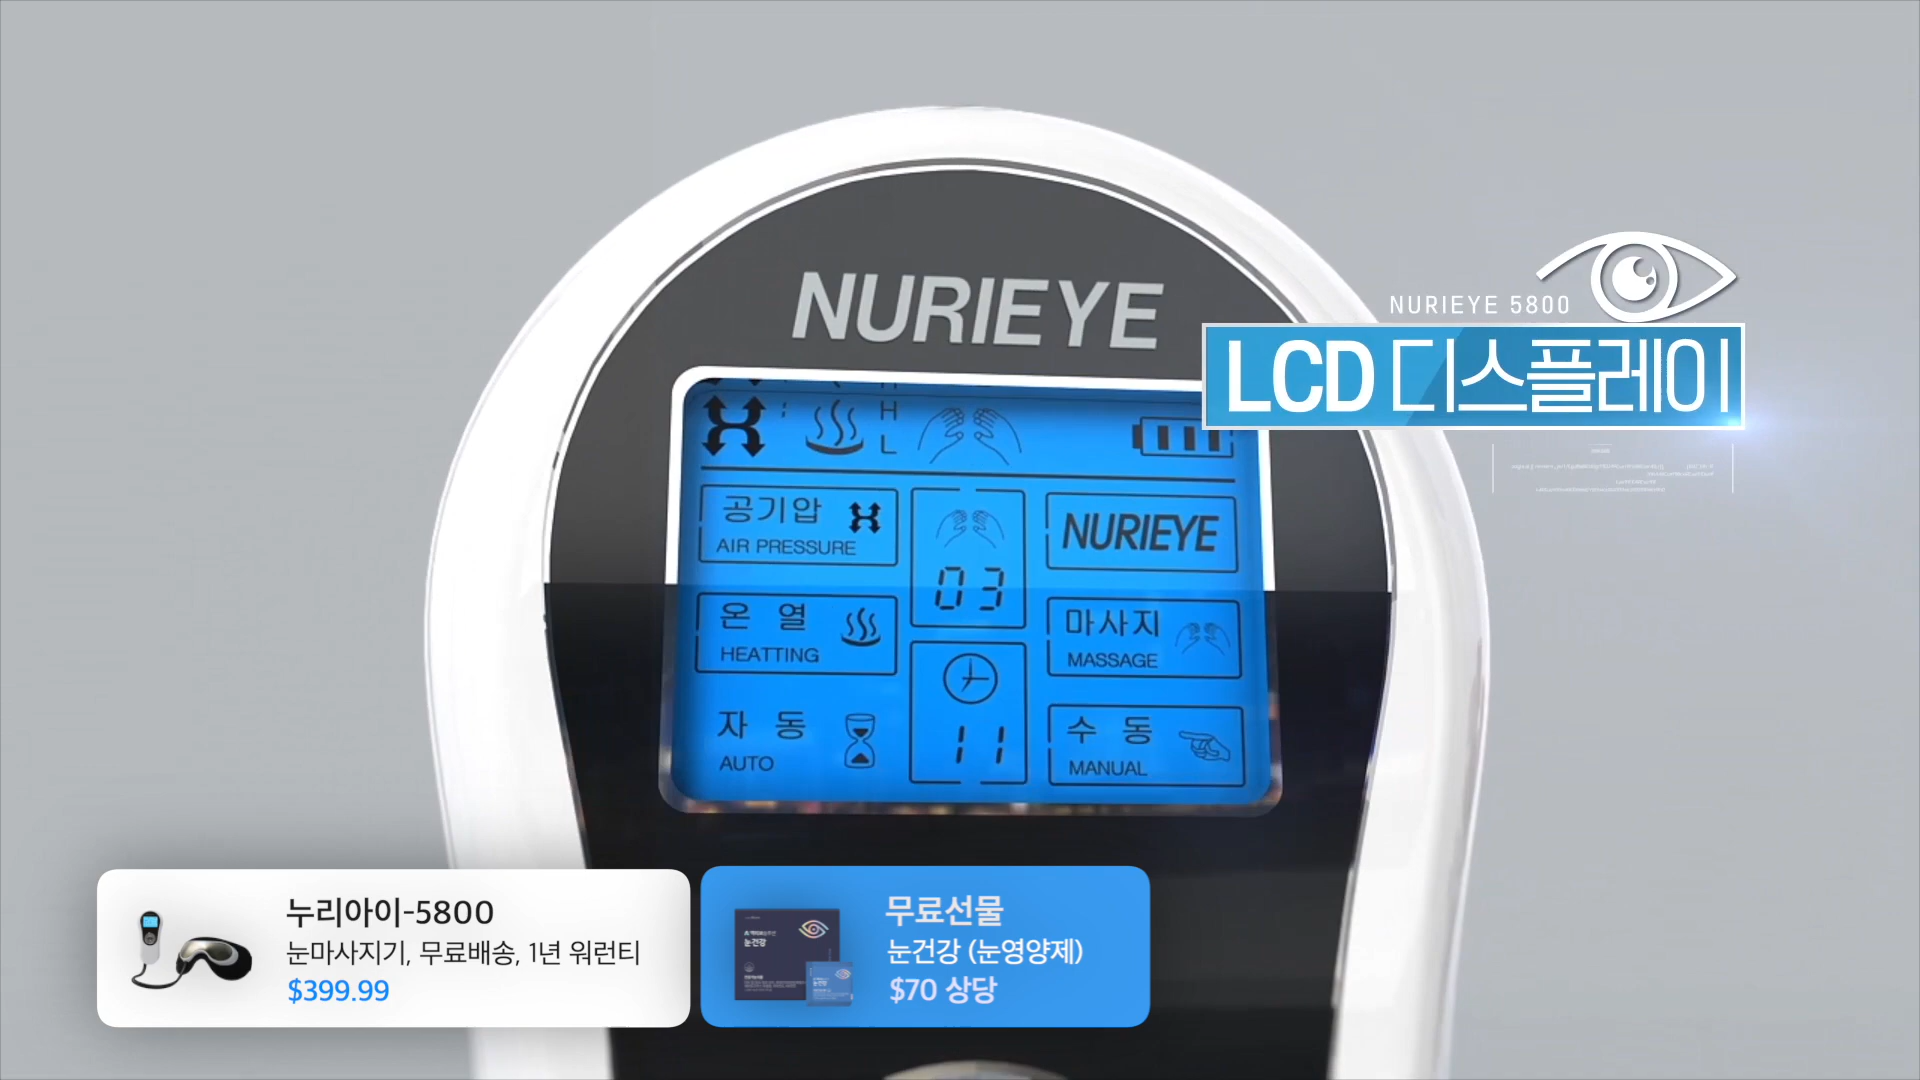 NURIEYE
NURIEYE 5800
LCD 디스플레이
H
L
공기압
AIR PRESSURE
03
NURIEYE
온 열
HEATTING
마사지
MASSAGE
자 동
AUTO
11
수 동
MANUAL
누리아이-5800
눈마사지기, 무료배송, 1년 워런티
$399.99
눈건강
무료선물
눈건강 (눈영양제)
$70 상당